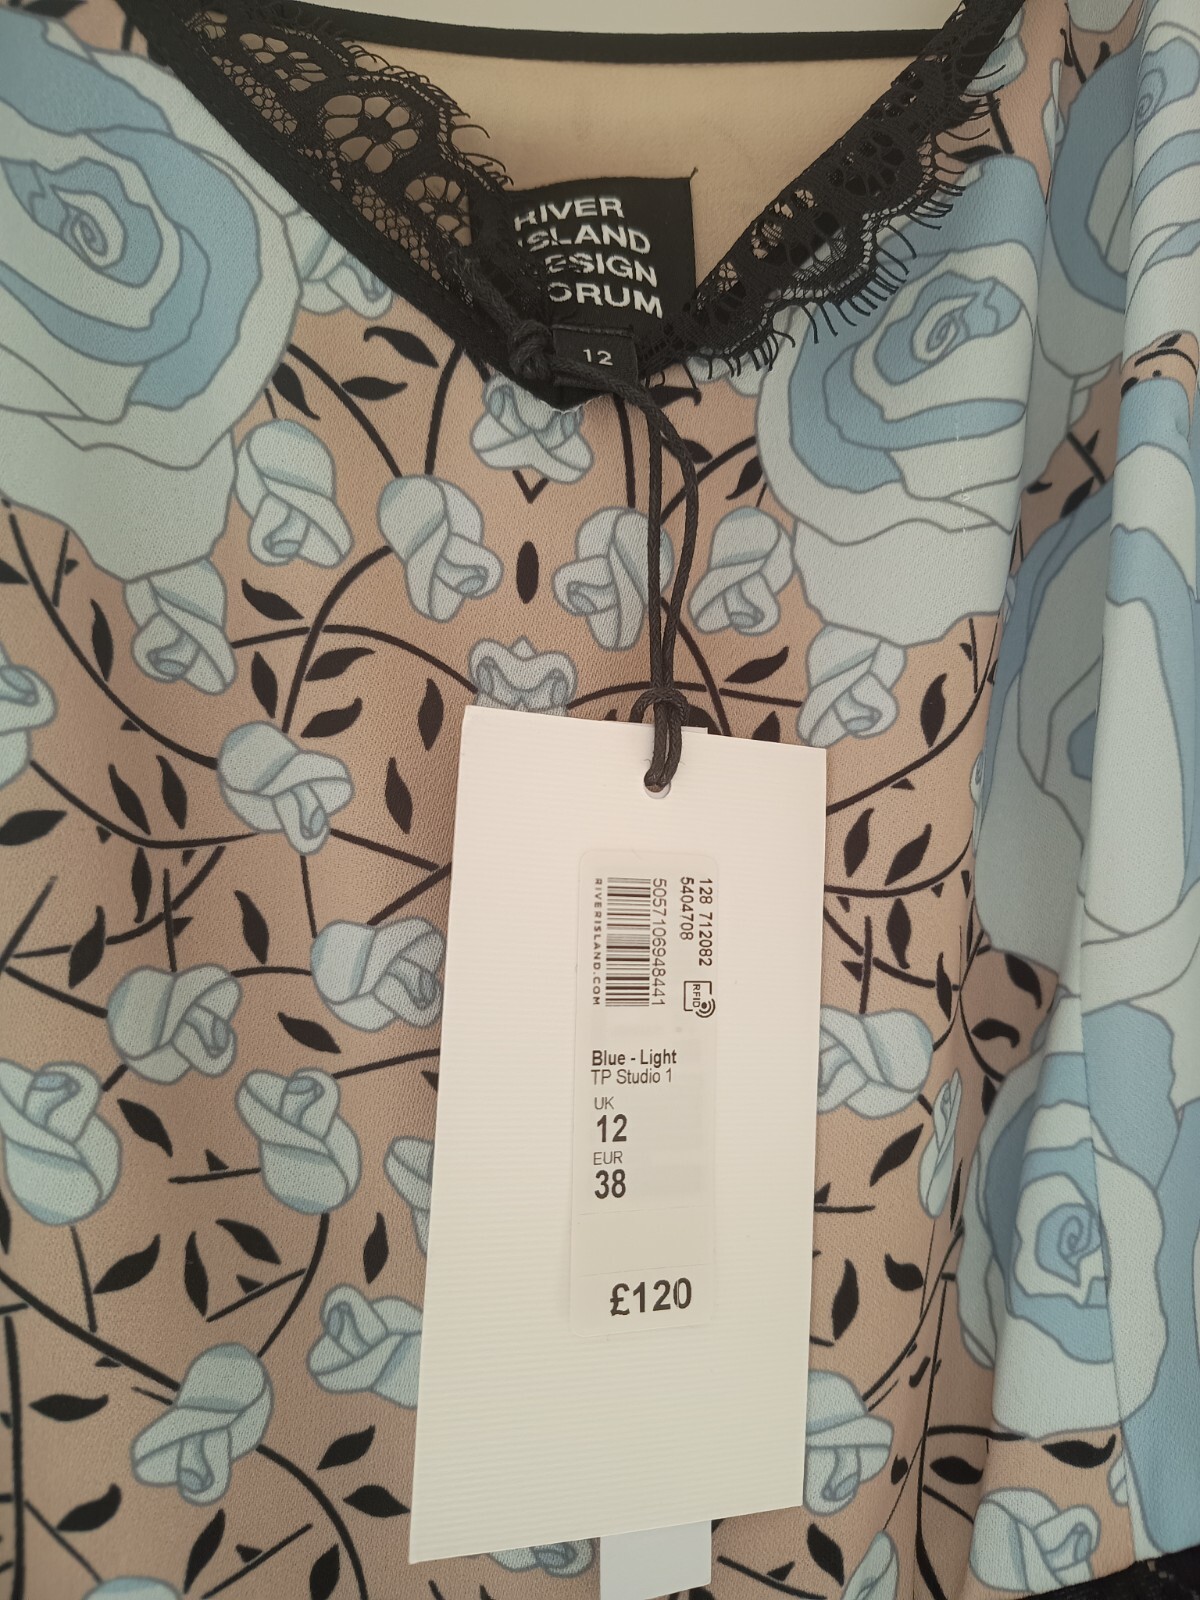 RIVER
ISLAND
DESIGN
FORUM
12
128 712082
5404708
5057106948441
RIVERISLAND.COM
RFID
Blue - Light
TP Studio 1
UK
12
EUR
38
£120